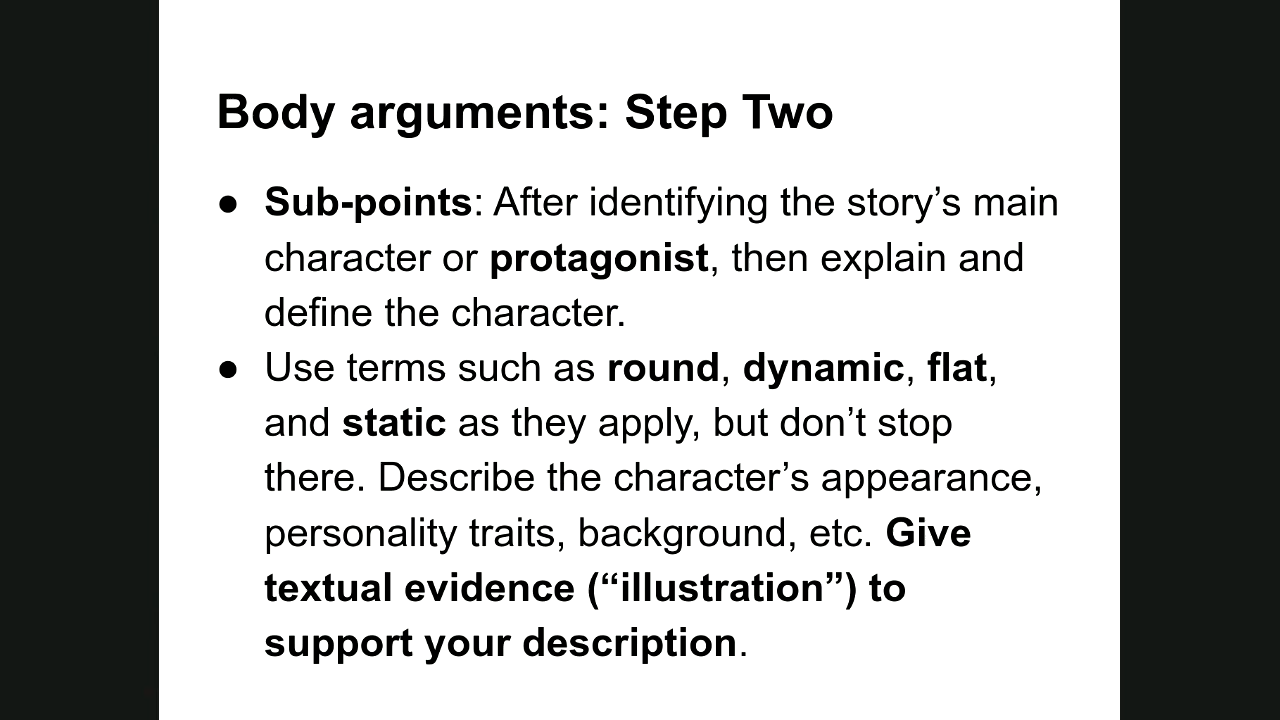 Body arguments: Step Two
● Sub-points: After identifying the story’s main
character or protagonist, then explain and
define the character.
● Use terms such as round, dynamic, flat,
and static as they apply, but don’t stop
there. Describe the character’s appearance,
personality traits, background, etc. Give
textual evidence (“illustration”) to
support your description.